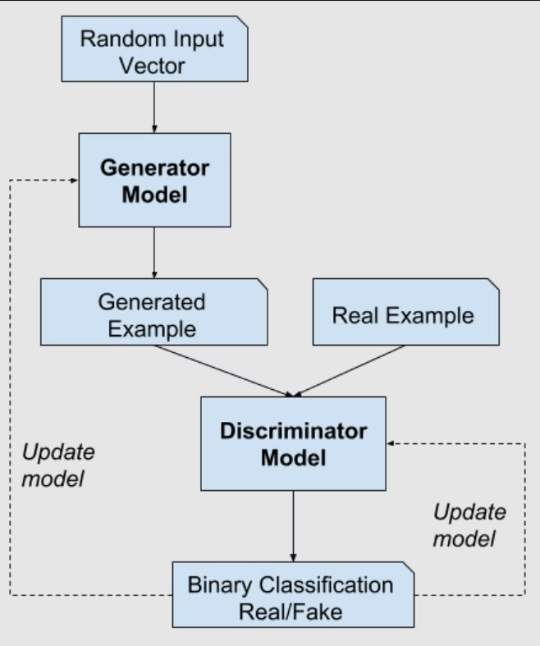 Random Input
Vector
Generator
Model
Generated
Example
Real Example
Discriminator
Model
Update
model
Update
model
Binary Classification
Real/Fake